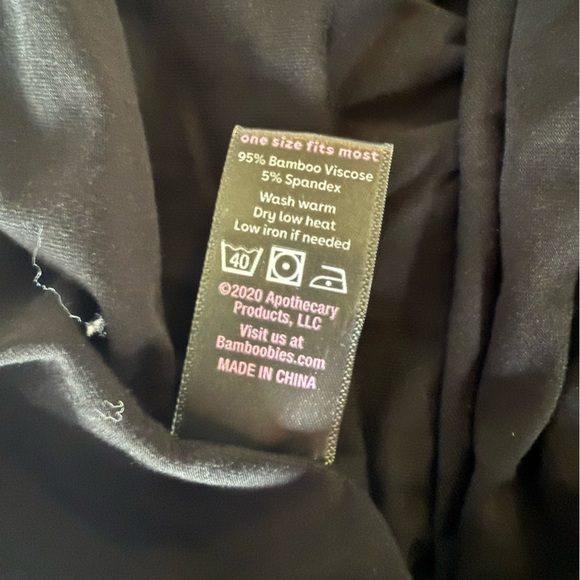 one size fits most
95% Bamboo Viscose
5% Spandex
Wash warm
Dry low heat
Low iron if needed
40
©2020 Apothecary
Products, LLC
Visit us at
Bamboobies.com
MADE IN CHINA